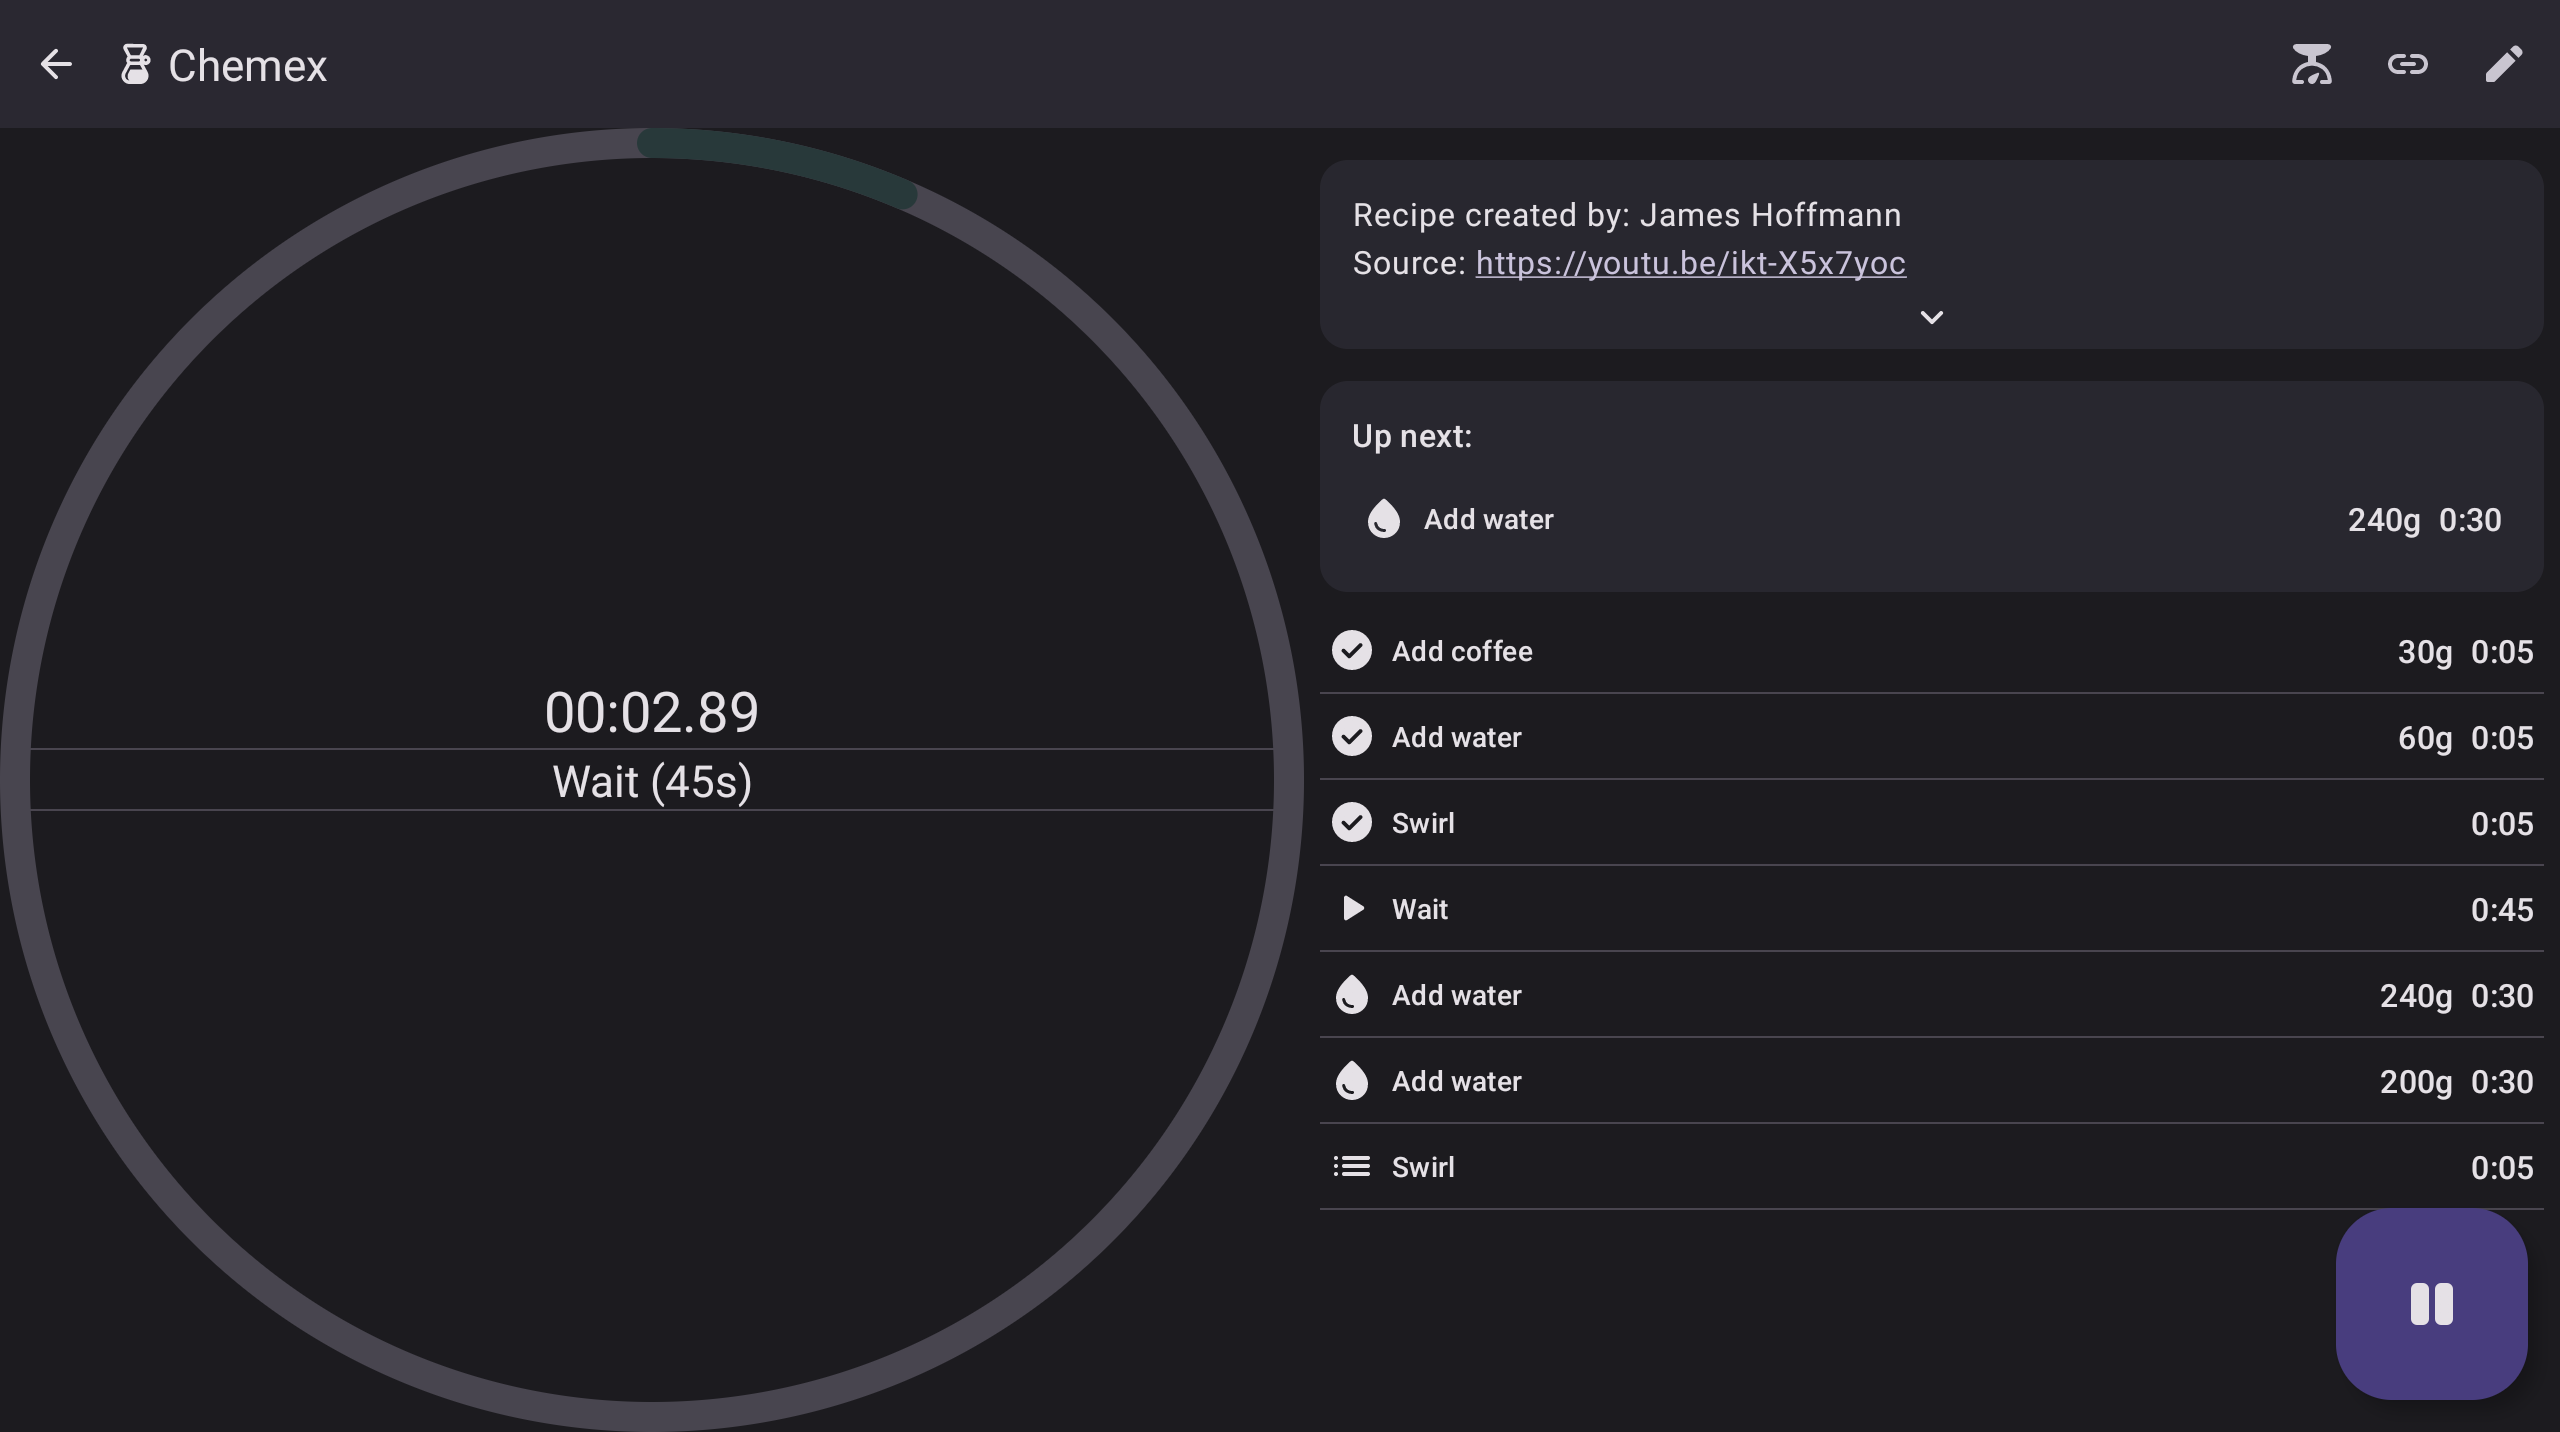 Chemex
00:02.89
Wait (45s)
Recipe created by: James Hoffmann
Source: https://youtu.be/ikt-X5x7yoc
Up next:
Add water 240g 0:30
Add coffee 30g 0:05
Add water 60g 0:05
Swirl 0:05
Wait 0:45
Add water 240g 0:30
Add water 200g 0:30
Swirl 0:05